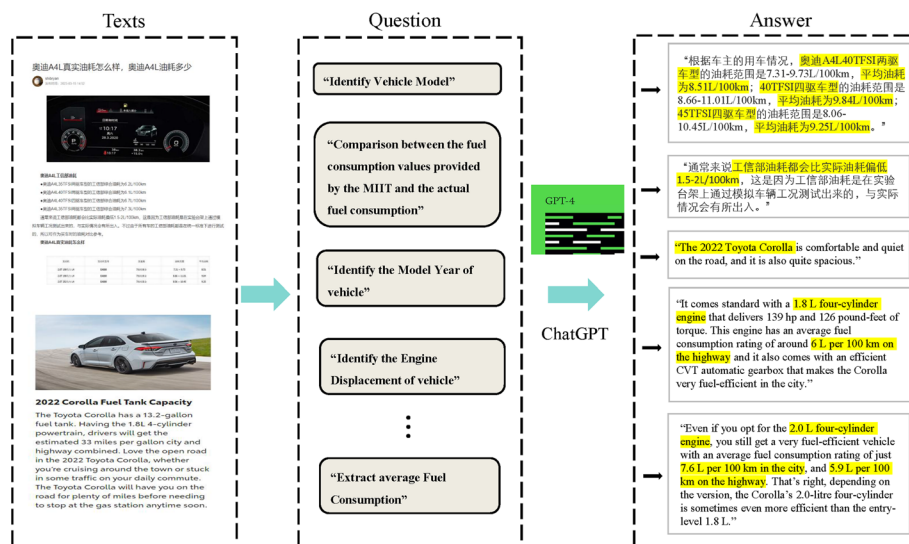 Texts
Question
Answer
奥迪A4L真实油耗怎么样，奥迪A4L油耗多少
奥迪A4L工信部油耗
奥迪A4L真实油耗怎么样
2022 Corolla Fuel Tank Capacity
The Toyota Corolla has a 13.2-gallon
fuel tank. Having the 1.8L 4-cylinder
powertrain, drivers will get the
estimated 33 miles per gallon city and
highway combined. Love the open road
in the 2022 Toyota Corolla, whether
you're cruising around the town or stuck
in some traffic on your daily commute.
The Toyota Corolla will have you on the
road for plenty of miles before needing
to stop at the gas station anytime soon.
“Identify Vehicle Model”
“Comparison between the fuel
consumption values provided
by the MIIT and the actual
fuel consumption”
“Identify the Model Year of
vehicle”
“Identify the Engine
Displacement of vehicle”
“Extract average Fuel
Consumption”
GPT-4
ChatGPT
“根据车主的用车情况，奥迪A4L40TFSI两驱
车型的油耗范围是7.31-9.73L/100km，平均油耗
为8.51L/100km；40TFSI四驱车型的油耗范围是
8.66-11.01L/100km，平均油耗为9.84L/100km；
45TFSI四驱车型的油耗范围是8.06-
10.45L/100km，平均油耗为9.25L/100km。”
“通常来说工信部油耗都会比实际油耗偏低
1.5-2L/100km，这是因为工信部油耗是在实验
台架上通过模拟车辆工况测试出来的，与实际
情况会有所出入。”
“The 2022 Toyota Corolla is comfortable and quiet
on the road, and it is also quite spacious.”
“It comes standard with a 1.8 L four-cylinder
engine that delivers 139 hp and 126 pound-feet of
torque. This engine has an average fuel
consumption rating of around 6 L per 100 km on
the highway and it also comes with an efficient
CVT automatic gearbox that makes the Corolla
very fuel-efficient in the city.”
“Even if you opt for the 2.0 L four-cylinder
engine, you still get a very fuel-efficient vehicle
with an average fuel consumption rating of just
7.6 L per 100 km in the city, and 5.9 L per 100
km on the highway. That’s right, depending on
the version, the Corolla’s 2.0-litre four-cylinder
is sometimes even more efficient than the entry-
level 1.8 L.”